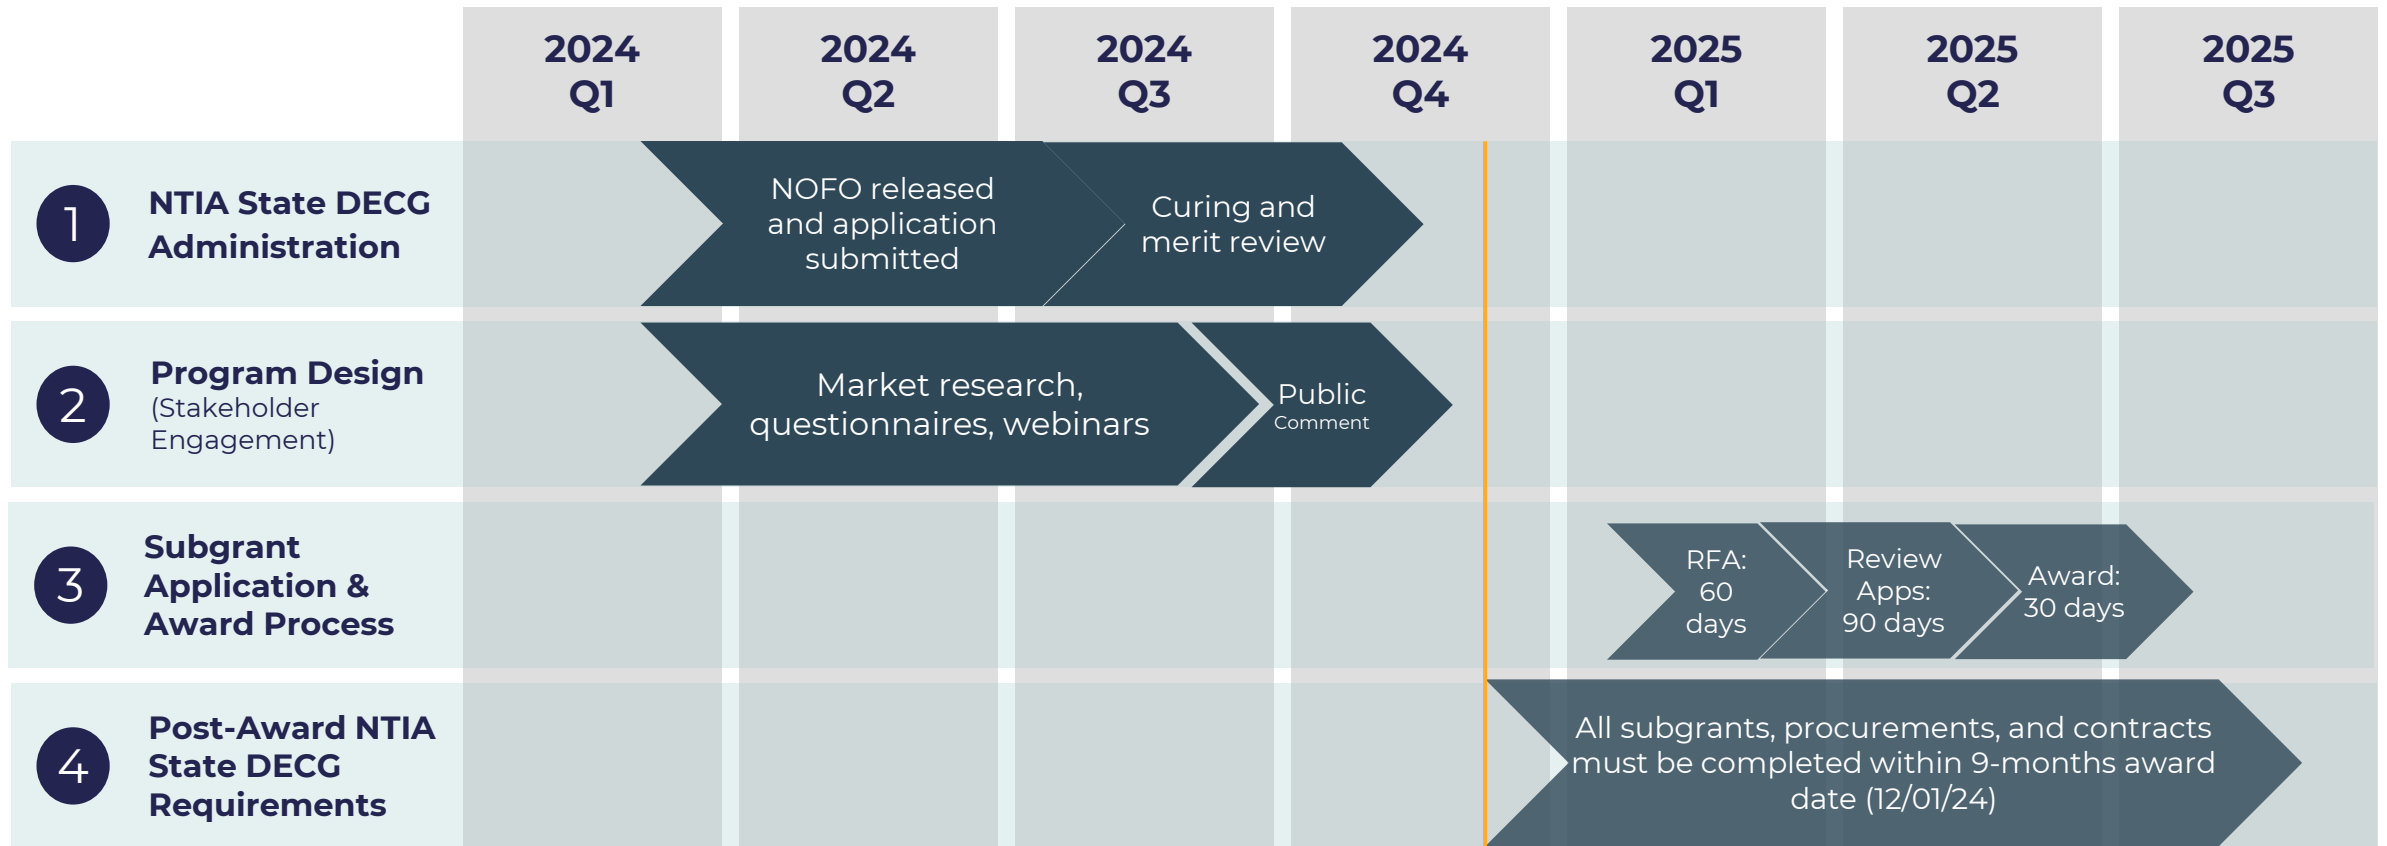 2024
Q1
2024
Q2
2024
Q3
2024
Q4
2025
Q1
2025
Q2
2025
Q3
1
NTIA State DECG
Administration
NOFO released
and application
submitted
Curing and
merit review
2
Program Design
(Stakeholder
Engagement)
Market research,
questionnaires, webinars
Public
Comment
3
Subgrant
Application &
Award Process
RFA:
60
days
Review
Apps:
90 days
Award:
30 days
4
Post-Award NTIA
State DECG
Requirements
All subgrants, procurements, and contracts
must be completed within 9-months award
date (12/01/24)